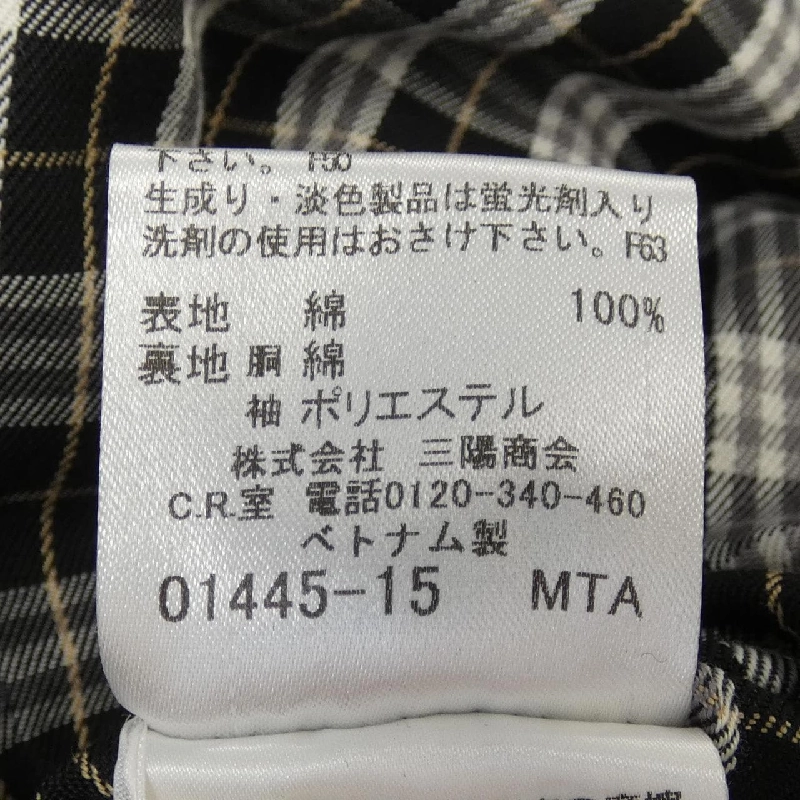 下さい。 F50
生成り・淡色製品は蛍光剤入り
洗剤の使用はおさけ下さい。F63
表地 綿 100%
裏地 胴 綿
袖 ポリエステル
株式会社 三陽商会
C.R.室 電話0120-340-460
ベトナム製
01445-15 MTA